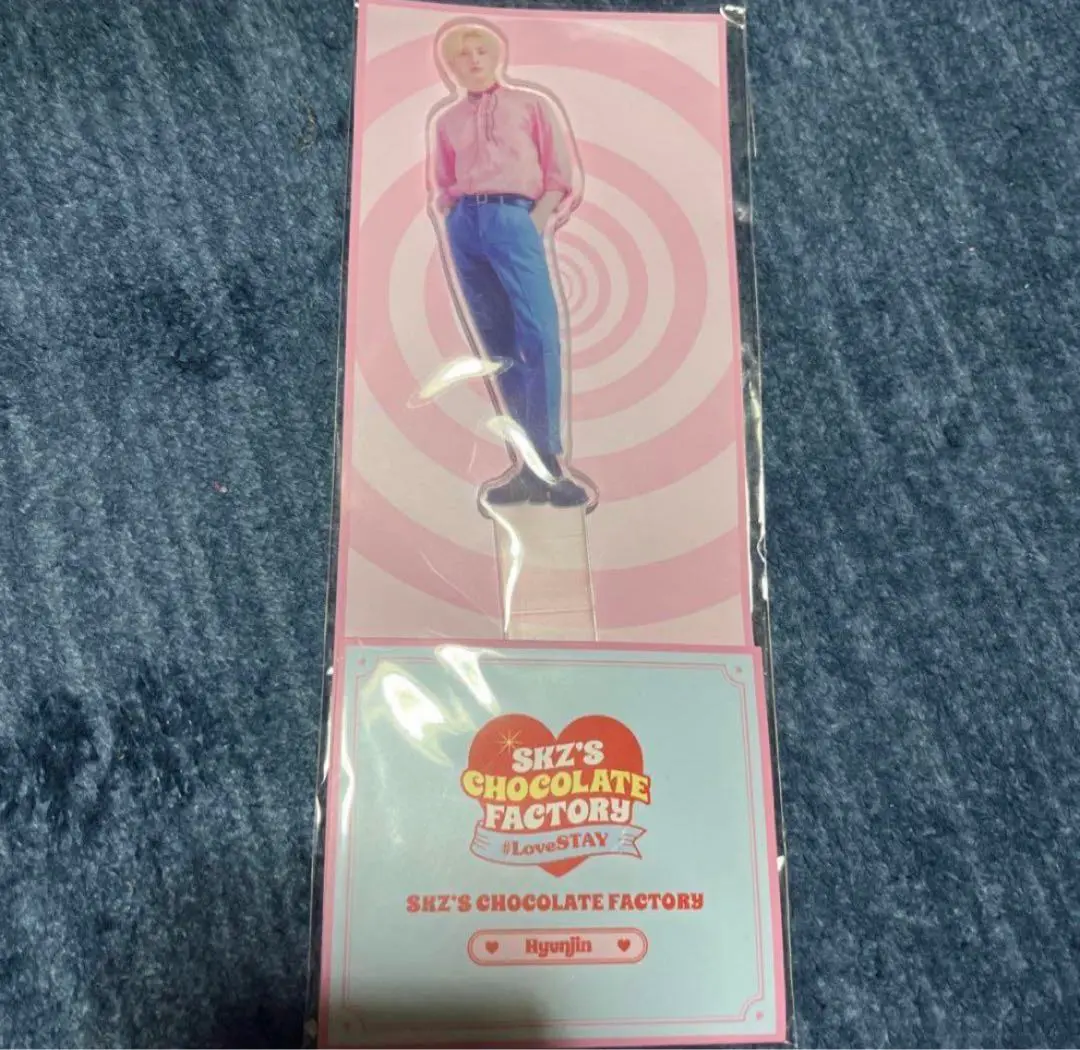 SKZ'S
CHOCOLATE
FACTORY
#LoveSTAY
SKZ'S CHOCOLATE FACTORY
Hyunjin